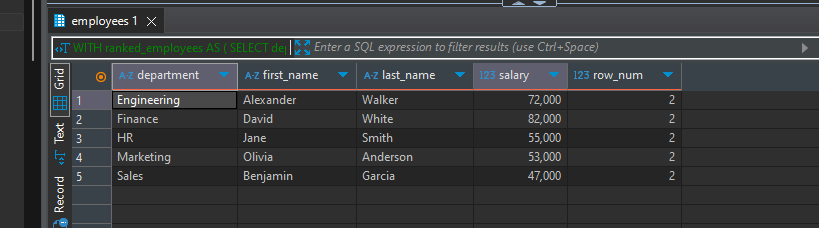 employees 1
WITH ranked_employees AS ( SELECT de Enter a SQL expression to filter results (use Ctrl+Space)
Grid
Text
Record
A-Z department A-Z first_name A-Z last_name 123 salary 123 row_num
1 Engineering Alexander Walker 72,000 2
2 Finance David White 82,000 2
3 HR Jane Smith 55,000 2
4 Marketing Olivia Anderson 53,000 2
5 Sales Benjamin Garcia 47,000 2